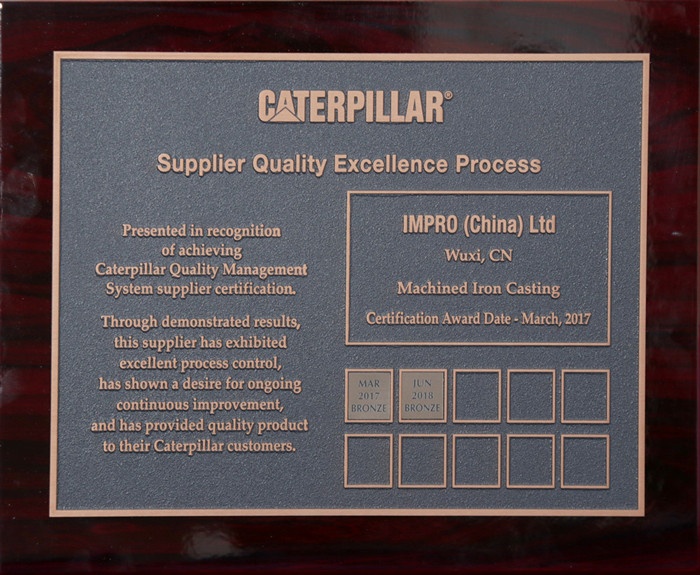 CATERPILLAR®
Supplier Quality Excellence Process
Presented in recognition
of achieving
Caterpillar Quality Management
System supplier certification.
Through demonstrated results,
this supplier has exhibited
excellent process control,
has shown a desire for ongoing
continuous improvement,
and has provided quality product
to their Caterpillar customers.
IMPRO (China) Ltd
Wuxi, CN
Machined Iron Casting
Certification Award Date - March, 2017
MAR
2017
BRONZE
JUN
2018
BRONZE